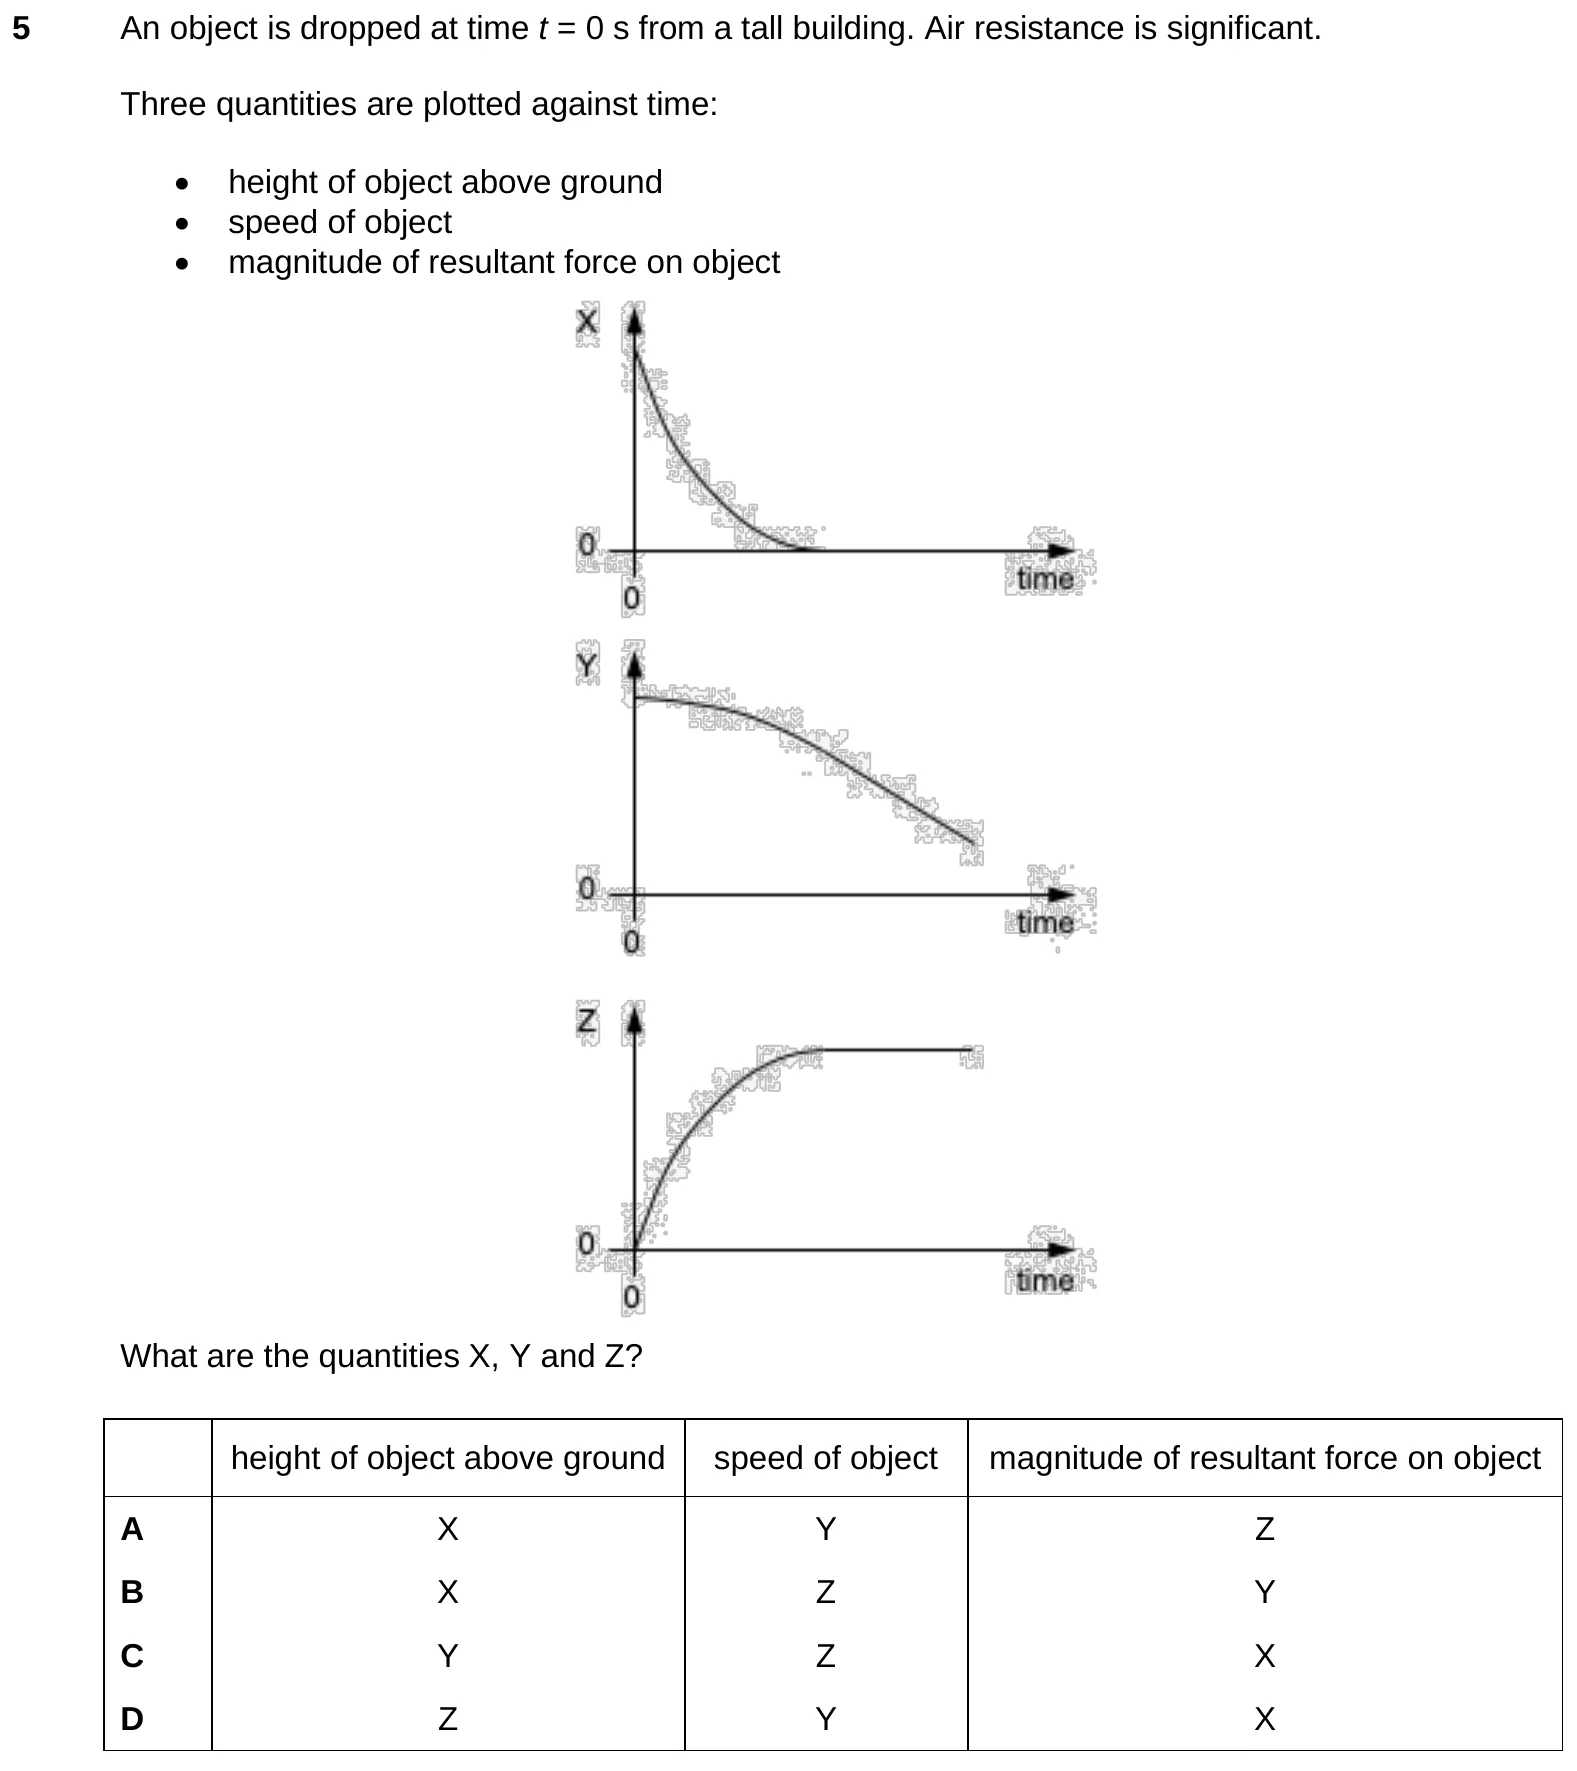 5 An object is dropped at time t = 0 s from a tall building. Air resistance is significant.
Three quantities are plotted against time:
• height of object above ground
• speed of object
• magnitude of resultant force on object
X
0
0
time
Y
0
0
time
Z
0
0
time
What are the quantities X, Y and Z?
height of object above ground speed of object magnitude of resultant force on object
A X Y Z
B X Z Y
C Y Z X
D Z Y X